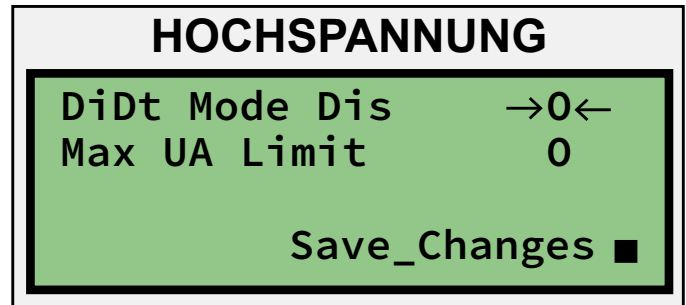 HOCHSPANNUNG
DiDt Mode Dis →0←
Max UA Limit 0
Save_Changes ■